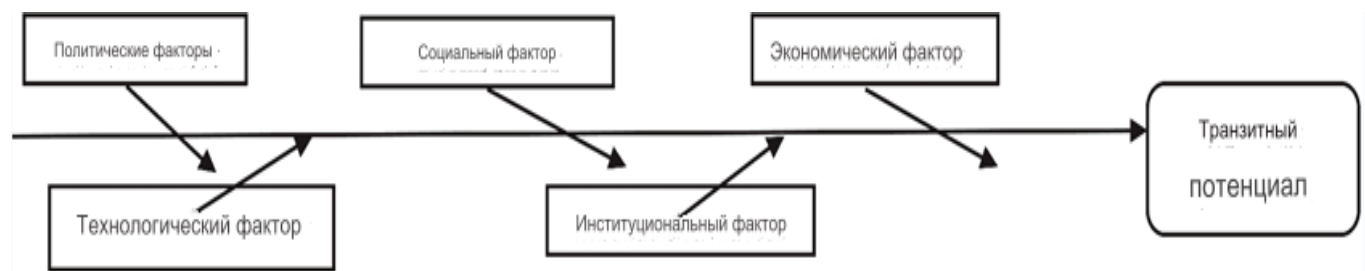 Политические факторы
Социальный фактор
Экономический фактор
Технологический фактор
Институциональный фактор
Транзитный
потенциал